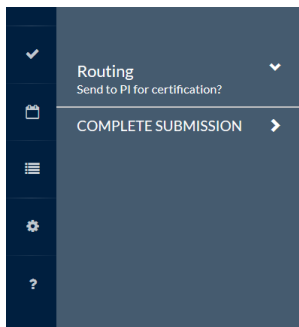 Routing
Send to PI for certification?
COMPLETE SUBMISSION
?